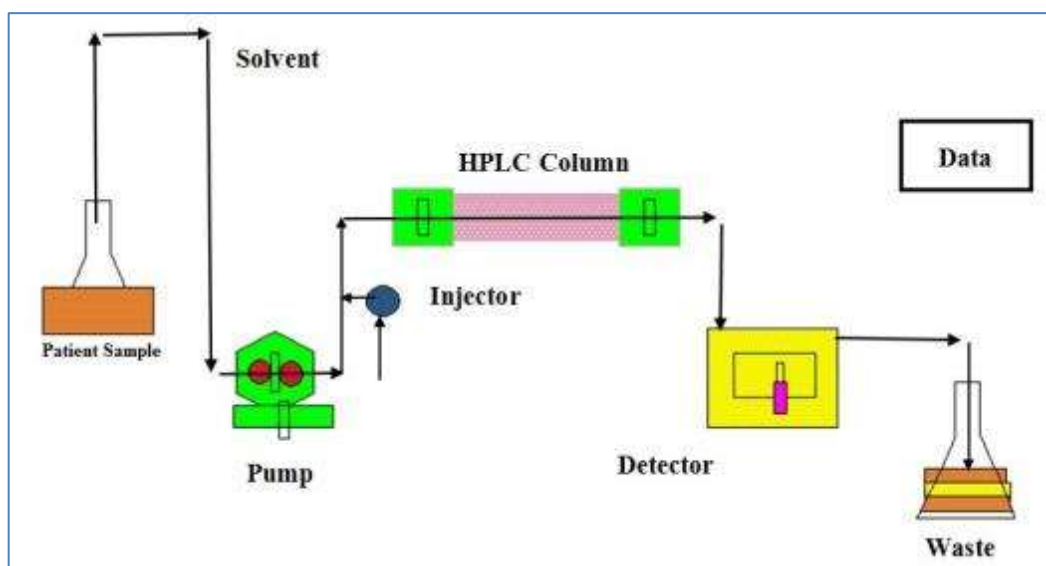 Solvent
HPLC Column
Data
Injector
Patient Sample
Pump
Detector
Waste